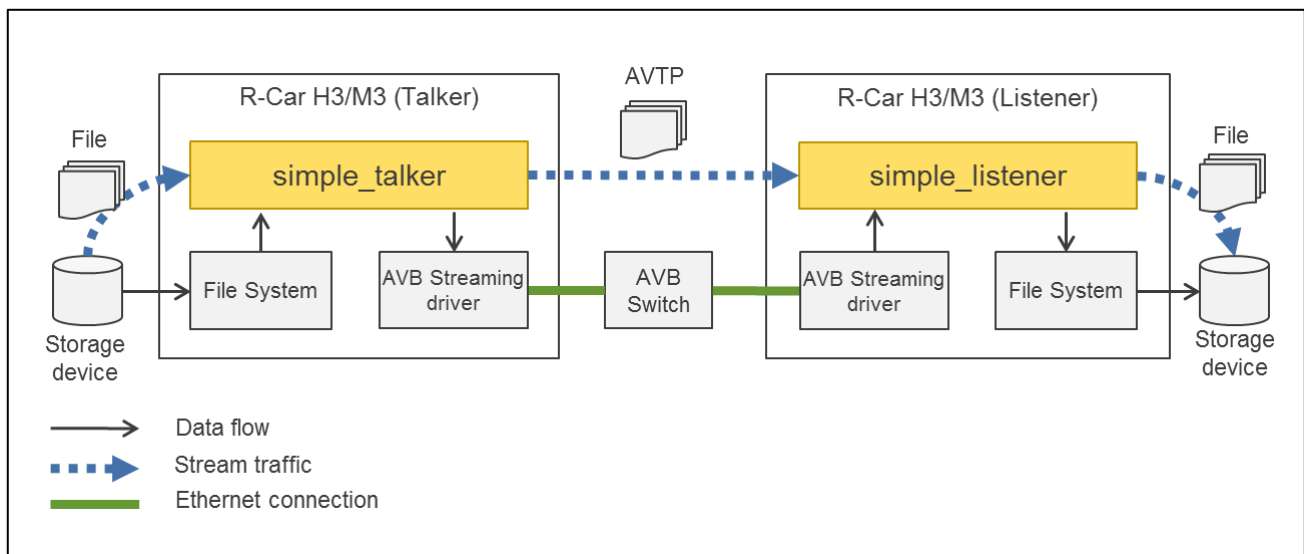 AVTP
R-Car H3/M3 (Talker)
R-Car H3/M3 (Listener)
File
File
simple_talker
simple_listener
File System
AVB Streaming
driver
AVB
Switch
AVB Streaming
driver
File System
Storage
device
Storage
device
Data flow
Stream traffic
Ethernet connection